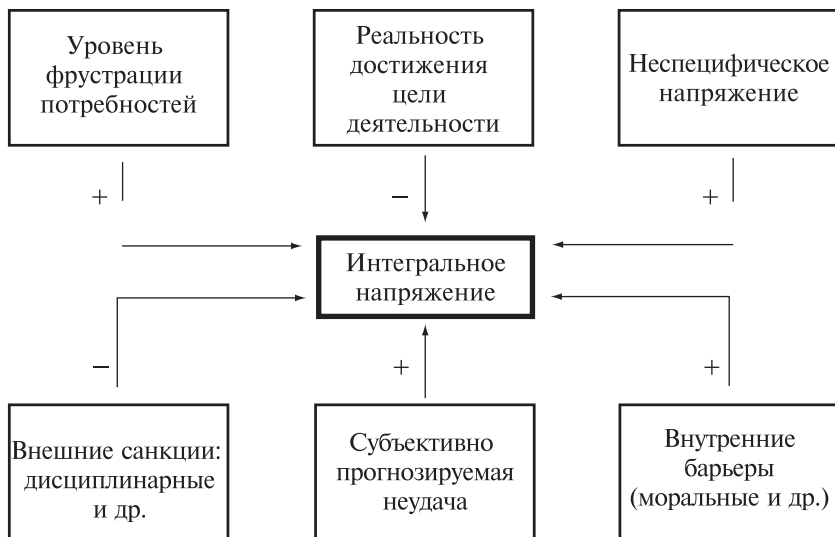 Уровень
фрустрации
потребностей
Реальность
достижения
цели
деятельности
Неспецифическое
напряжение
+
−
+
Интегральное
напряжение
−
+
+
Внешние санкции:
дисциплинарные
и др.
Субъективно
прогнозируемая
неудача
Внутренние
барьеры
(моральные и др.)